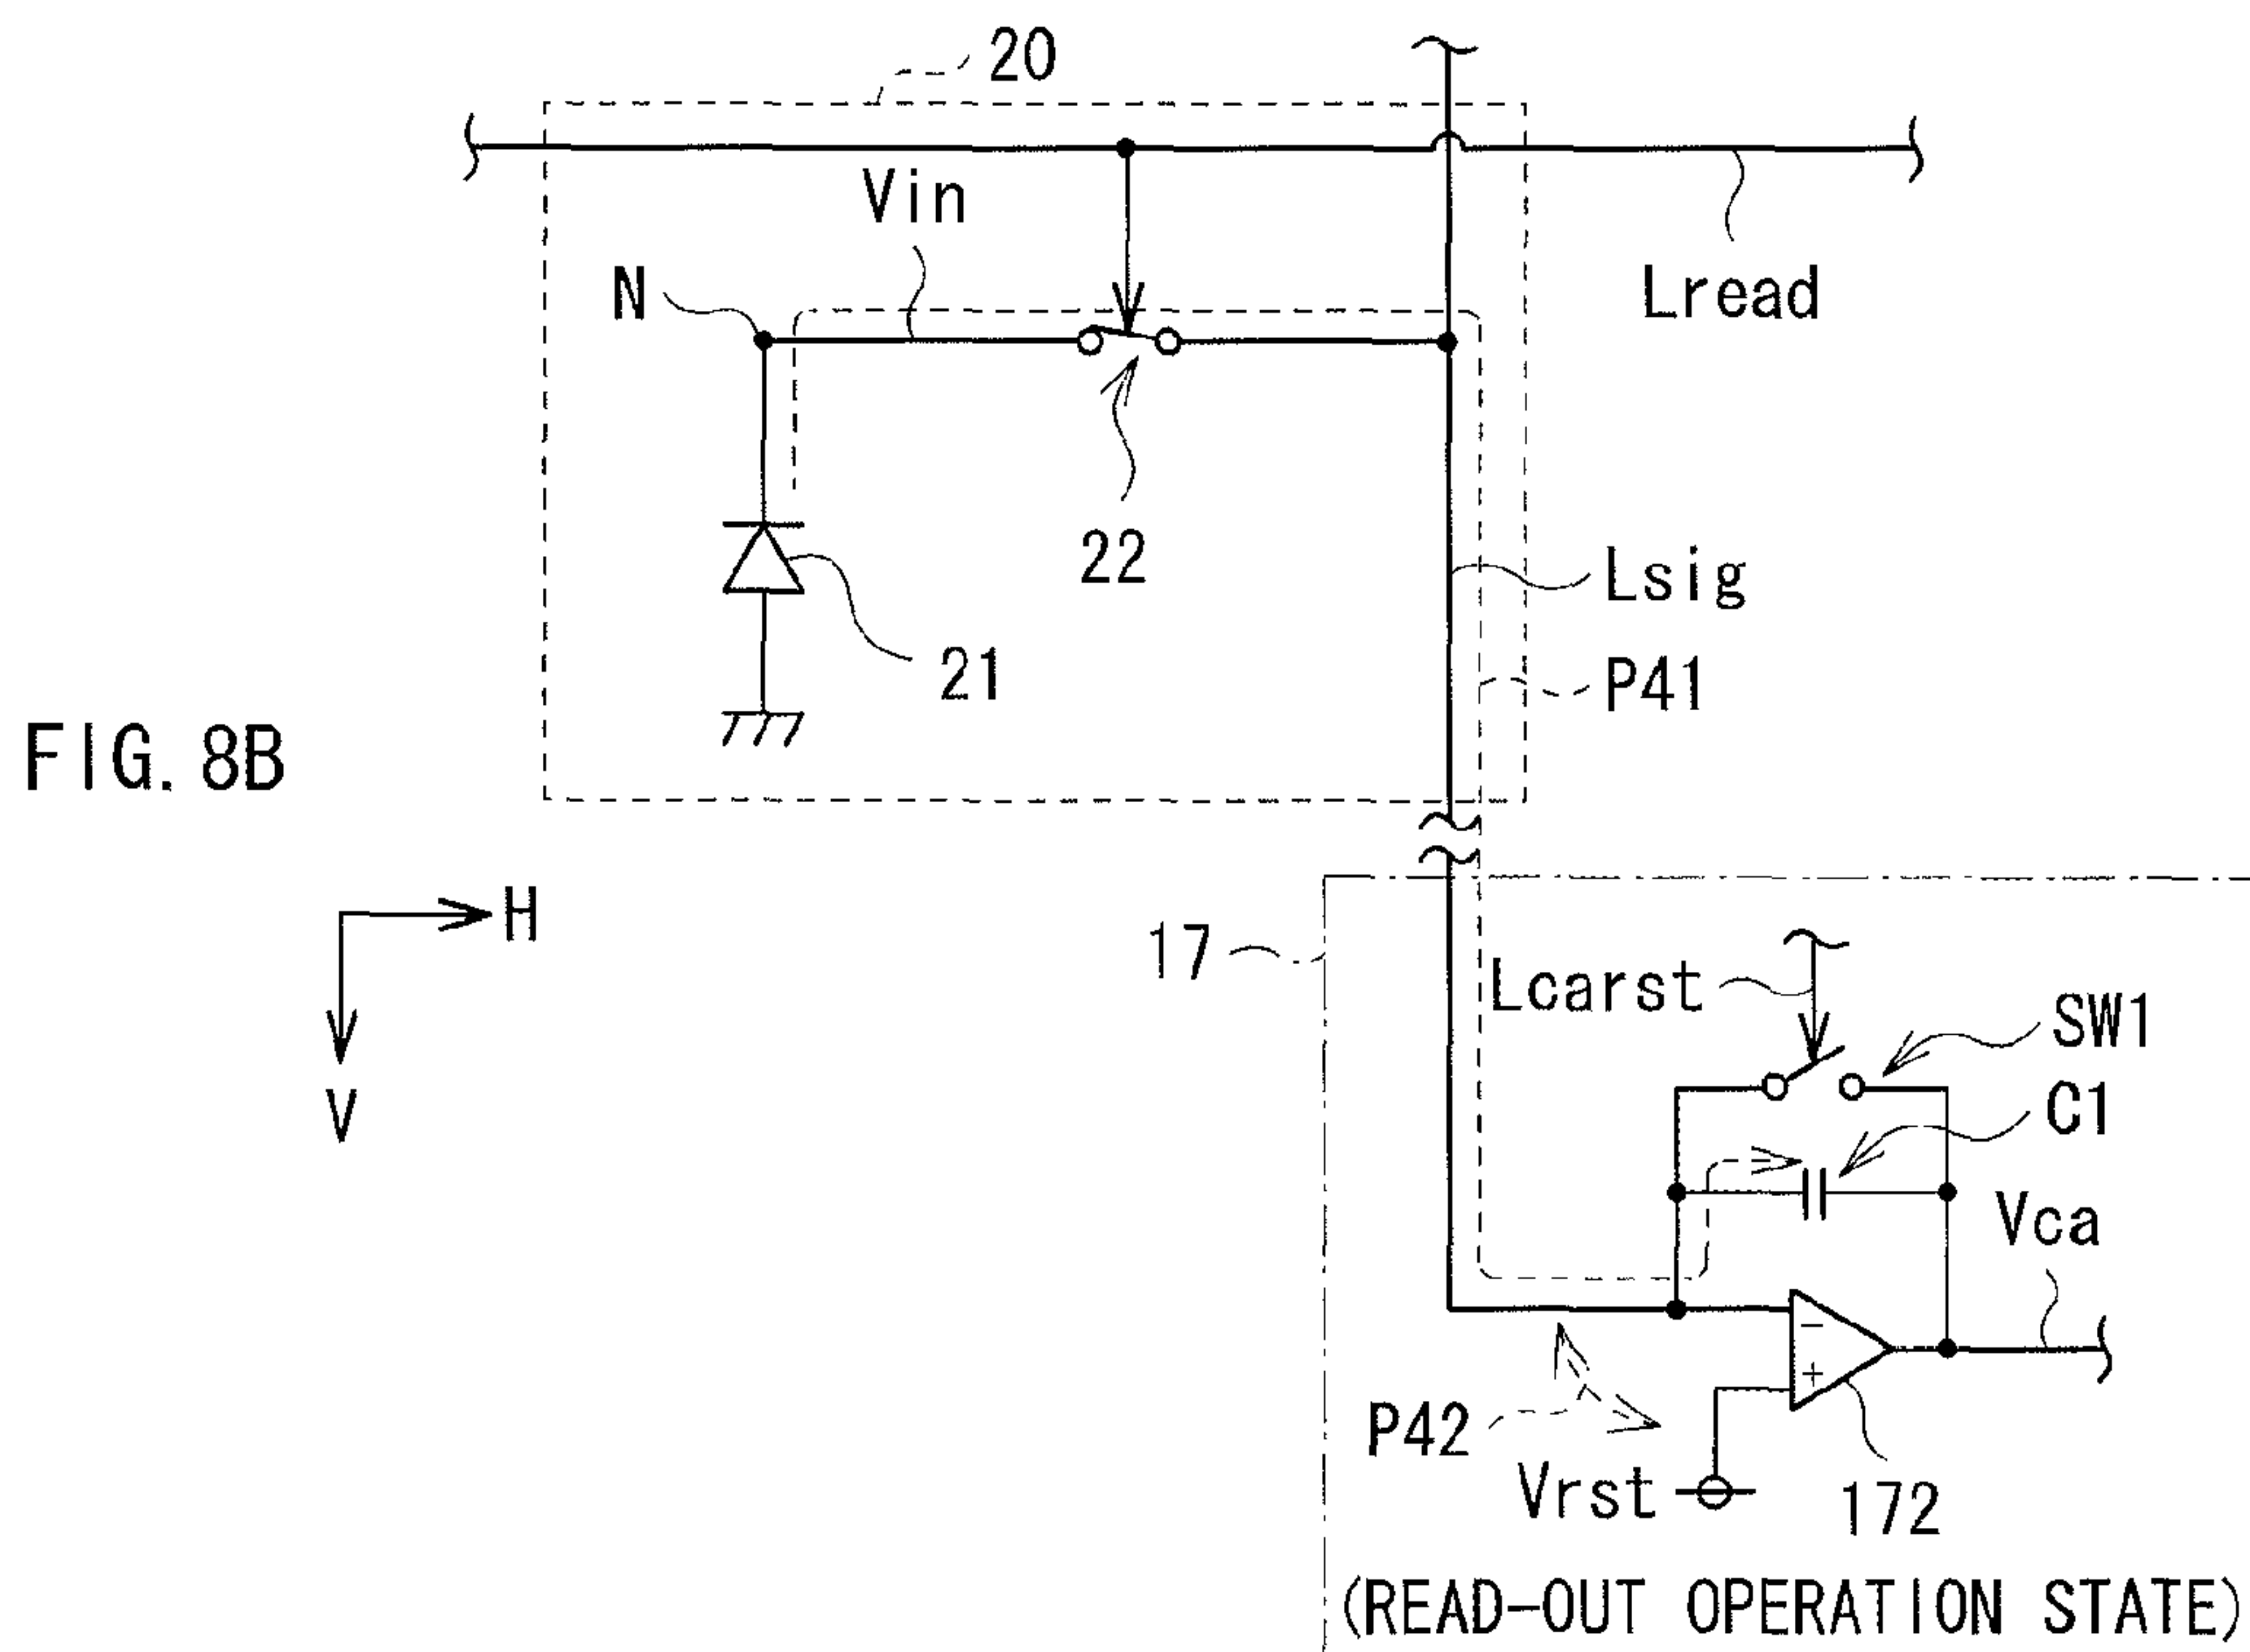 20
Vin
N
Lread
22
Lsig
21
P41
FIG. 8B
H
17
Lcarst
SW1
V
C1
Vca
−
+
P42
Vrst
172
(READ-OUT OPERATION STATE)